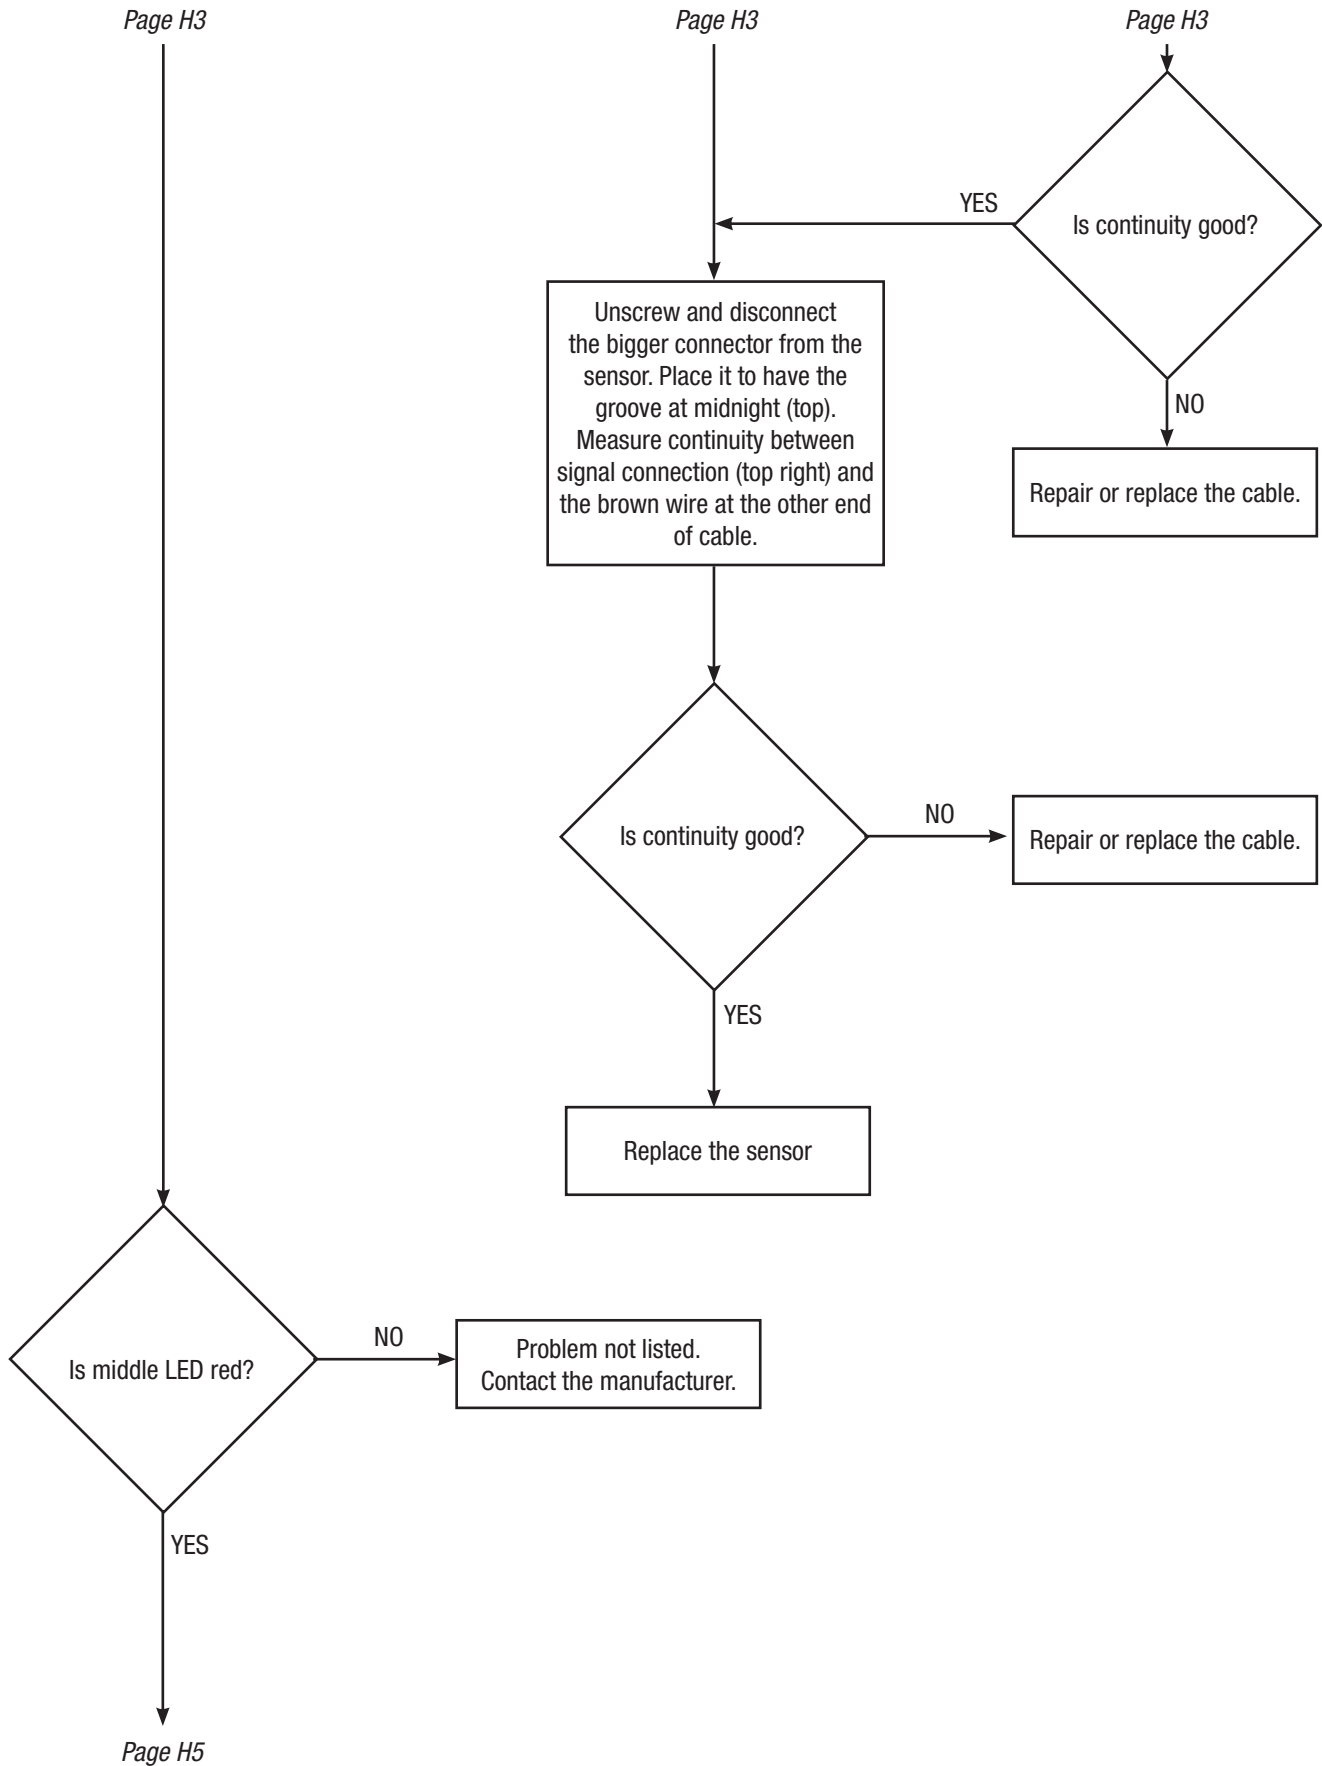 Page H3
Page H3
Page H3
YES
Is continuity good?
Unscrew and disconnect
the bigger connector from the
sensor. Place it to have the
groove at midnight (top).
Measure continuity between
signal connection (top right) and
the brown wire at the other end
of cable.
NO
Repair or replace the cable.
Is continuity good?
NO
Repair or replace the cable.
YES
Replace the sensor
Is middle LED red?
NO
Problem not listed.
Contact the manufacturer.
YES
Page H5